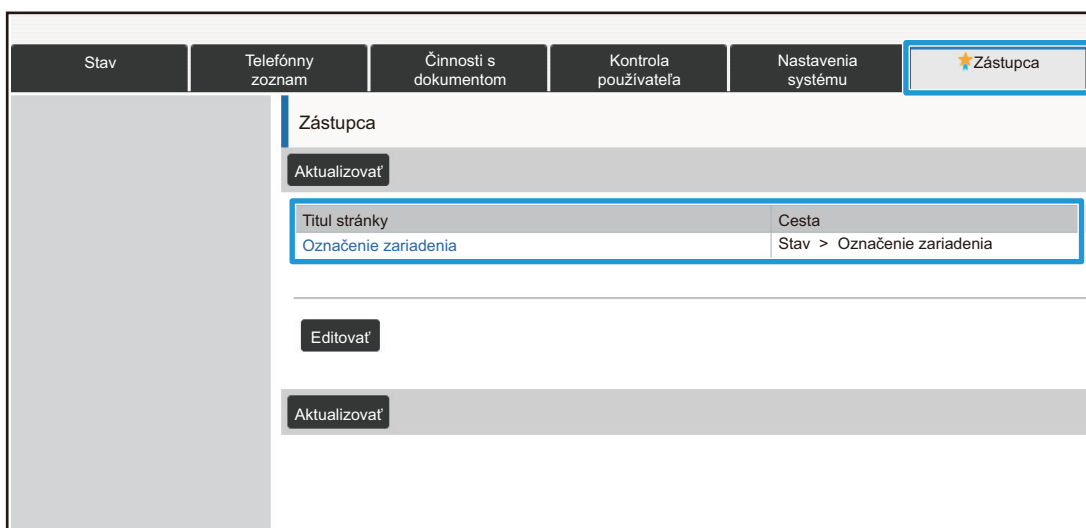 Stav
Telefónny
zoznam
Činnosti s
dokumentom
Kontrola
používateľa
Nastavenia
systému
Zástupca
Zástupca
Aktualizovať
Titul stránky Cesta
Označenie zariadenia Stav > Označenie zariadenia
Editovať
Aktualizovať